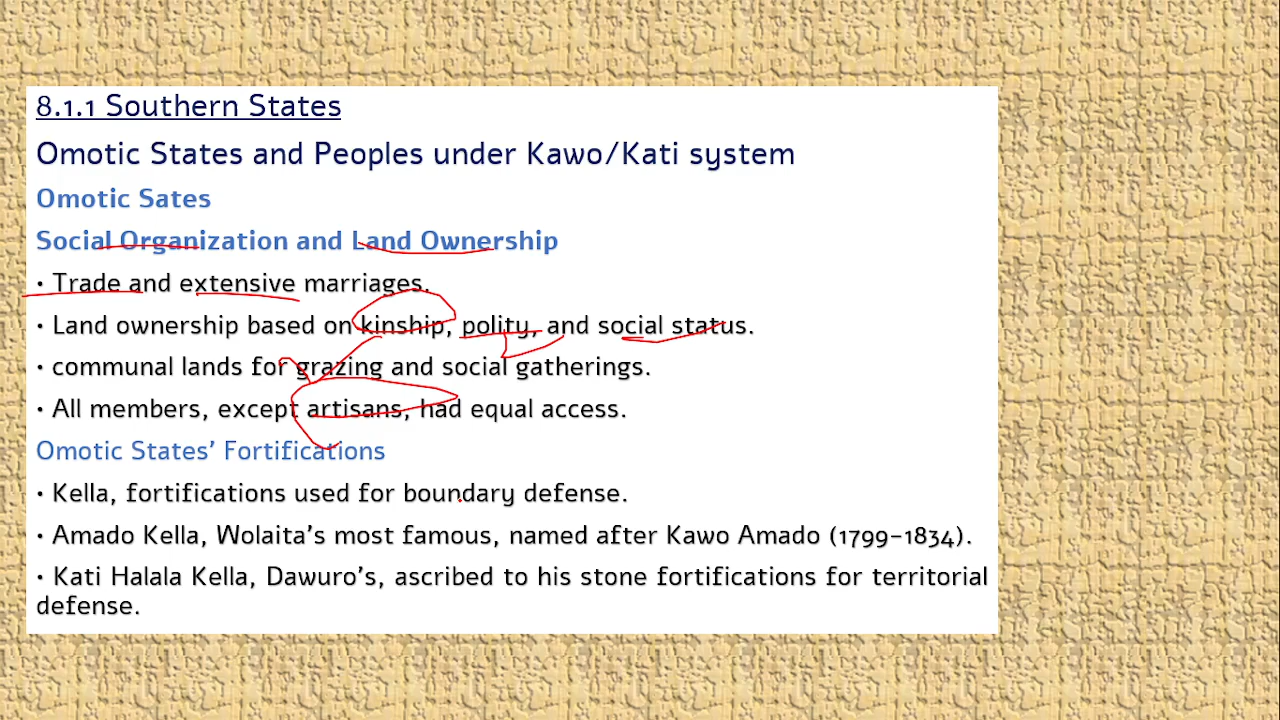 8.1.1 Southern States
Omotic States and Peoples under Kawo/Kati system
Omotic Sates
Social Organization and Land Ownership
• Trade and extensive marriages.
• Land ownership based on kinship, polity, and social status.
• communal lands for grazing and social gatherings.
• All members, except artisans, had equal access.
Omotic States’ Fortifications
• Kella, fortifications used for boundary defense.
• Amado Kella, Wolaita’s most famous, named after Kawo Amado (1799–1834).
• Kati Halala Kella, Dawuro’s, ascribed to his stone fortifications for territorial
defense.